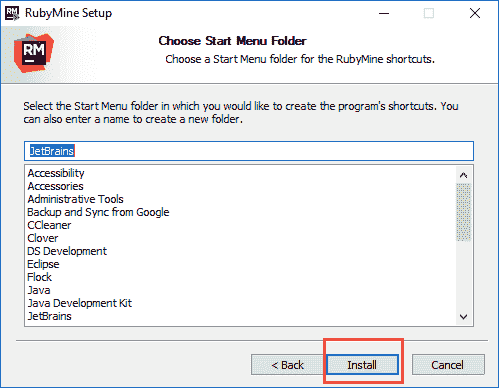 RM RubyMine Setup
RM
Choose Start Menu Folder
Choose a Start Menu folder for the RubyMine shortcuts.
Select the Start Menu folder in which you would like to create the program's shortcuts. You
can also enter a name to create a new folder.
JetBrains
Accessibility
Accessories
Administrative Tools
Backup and Sync from Google
CCleaner
Clover
DS Development
Eclipse
Flock
Java
Java Development Kit
JetBrains
< Back Install Cancel